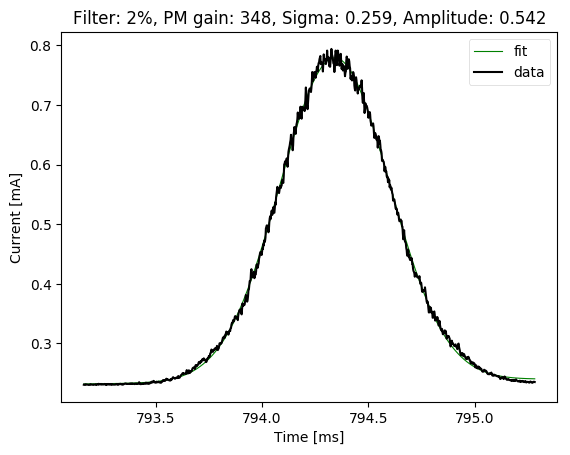 Filter: 2%, PM gain: 348, Sigma: 0.259, Amplitude: 0.542
fit
data
Current [mA]
0.8
0.7
0.6
0.5
0.4
0.3
793.5 794.0 794.5 795.0
Time [ms]